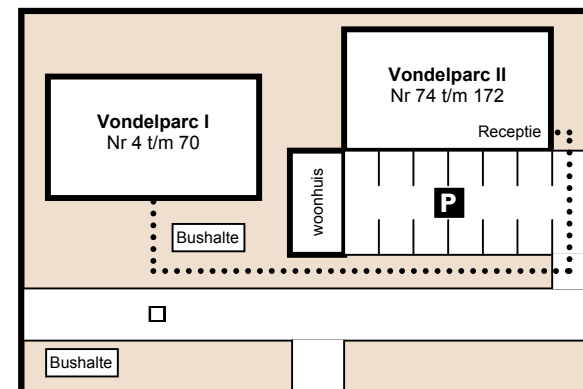 Vondelparc I
Nr 4 t/m 70
Vondelparc II
Nr 74 t/m 172
Receptie
woonhuis
P
Bushalte
Bushalte